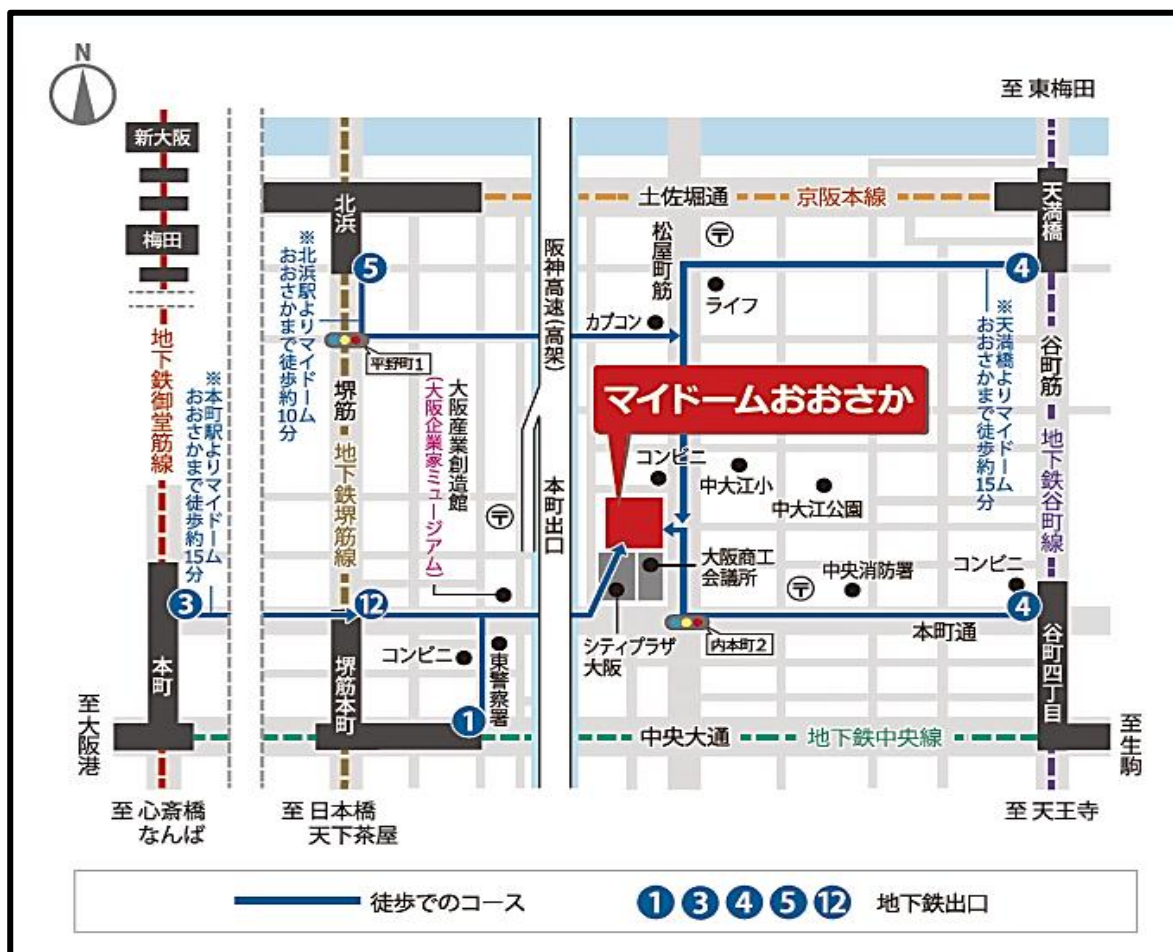 N
至 東梅田
新大阪
北浜
土佐堀通
京阪本線
天満橋
梅田
5
松屋町筋
〒
4
ライフ
カプコン
阪神高速(高架)
※北浜駅よりマイドーム
おおさかまで徒歩約10分
平野町1
※天満橋よりマイドーム
おおさかまで徒歩約15分
谷町筋
地下鉄谷町線
地下鉄御堂筋線
※本町駅よりマイドーム
おおさかまで徒歩約15分
堺筋
地下鉄堺筋線
大阪産業創造館
(大阪企業家ミュージアム)
マイドームおおさか
コンビニ
中大江小
中大江公園
〒
本町出口
大阪商工
会議所
中央消防署
〒
コンビニ
3
12
4
本町通
シティプラザ
大阪
内本町2
本町
堺筋本町
コンビニ
東警察署
谷町四丁目
1
至大阪港
中央大通
地下鉄中央線
至生駒
至 心斎橋
なんば
至 日本橋
天下茶屋
至 天王寺
徒歩でのコース
1 3 4 5 12 地下鉄出口